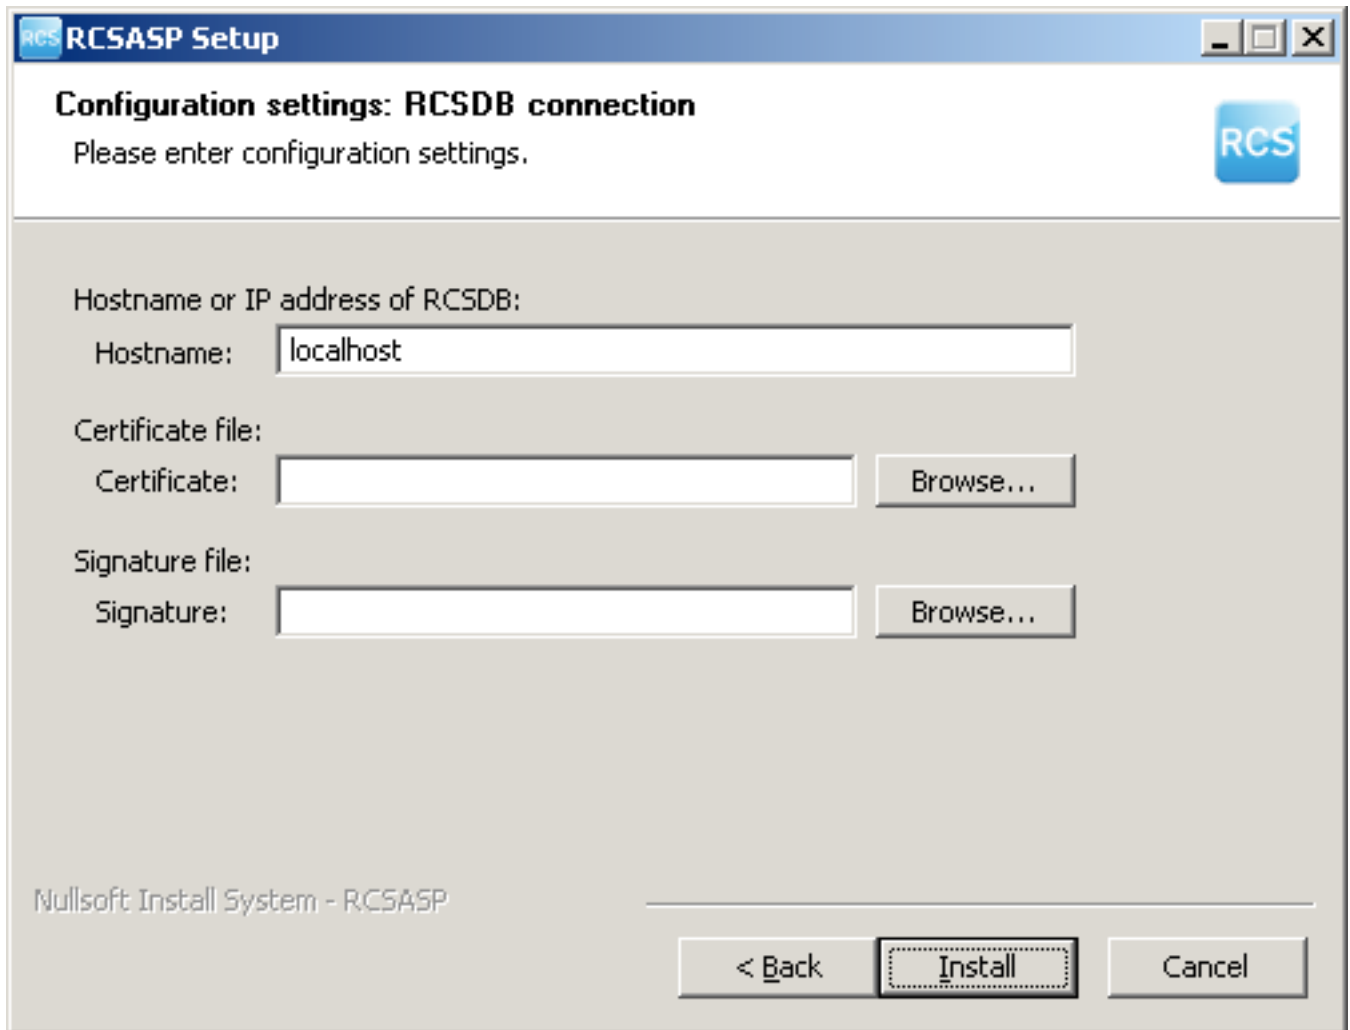 RCS RCSASP Setup
Configuration settings: RCSDB connection
Please enter configuration settings.
RCS
Hostname or IP address of RCSDB:
Hostname: localhost
Certificate file:
Certificate: Browse...
Signature file:
Signature: Browse...
Nullsoft Install System - RCSASP
< Back Install Cancel